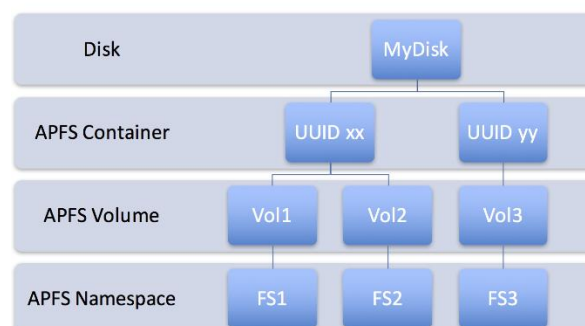 Disk
MyDisk
APFS Container
UUID xx
UUID yy
APFS Volume
Vol1
Vol2
Vol3
APFS Namespace
FS1
FS2
FS3